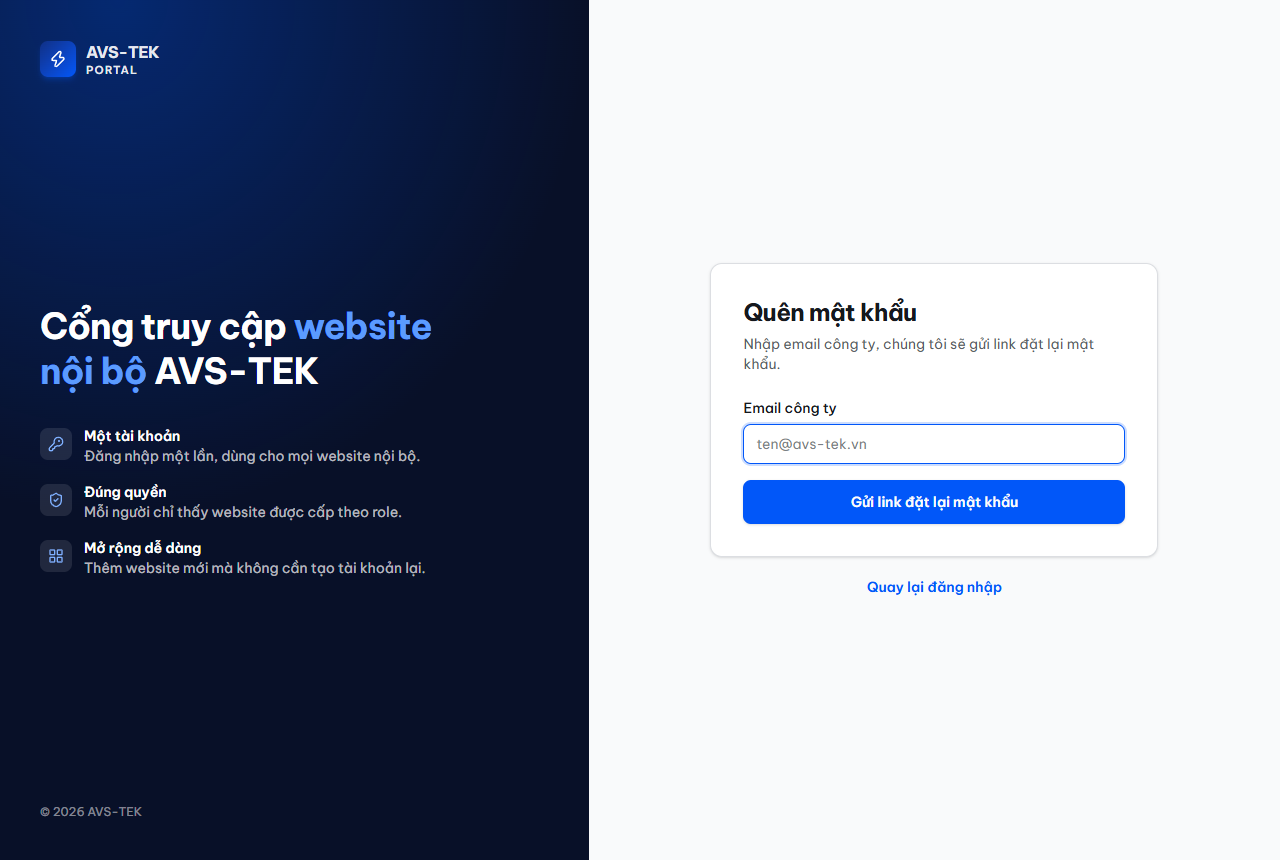 AVS-TEK
PORTAL
Cổng truy cập website
nội bộ AVS-TEK
Một tài khoản
Đăng nhập một lần, dùng cho mọi website nội bộ.
Đúng quyền
Mỗi người chỉ thấy website được cấp theo role.
Mở rộng dễ dàng
Thêm website mới mà không cần tạo tài khoản lại.
© 2026 AVS-TEK
Quên mật khẩu
Nhập email công ty, chúng tôi sẽ gửi link đặt lại mật
khẩu.
Email công ty
ten@avs-tek.vn
Gửi link đặt lại mật khẩu
Quay lại đăng nhập